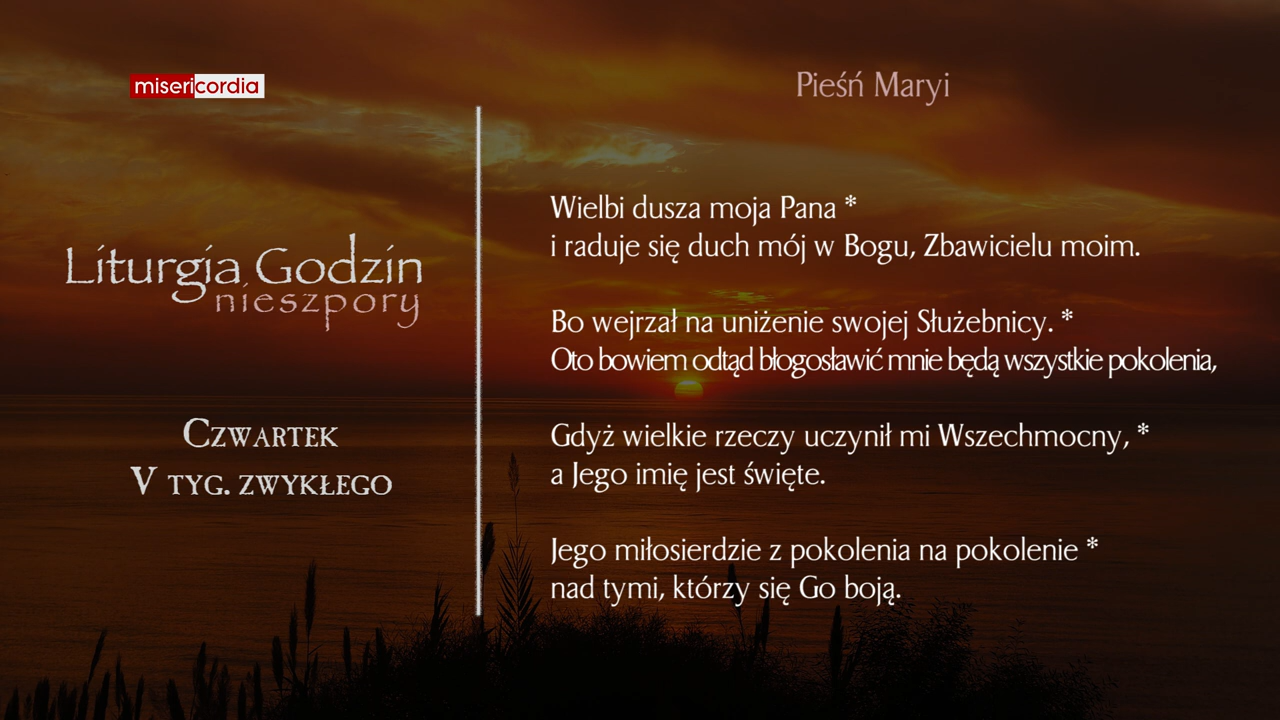 misericordia
Liturgia Godzin
nieszpory
Czwartek
V tyg. zwykłego
Pieśń Maryi
Wielbi dusza moja Pana *
i raduje się duch mój w Bogu, Zbawicielu moim.
Bo wejrzał na uniżenie swojej Służebnicy. *
Oto bowiem odtąd błogosławić mnie będą wszystkie pokolenia,
Gdyż wielkie rzeczy uczynił mi Wszechmocny, *
a Jego imię jest święte.
Jego miłosierdzie z pokolenia na pokolenie *
nad tymi, którzy się Go boją.